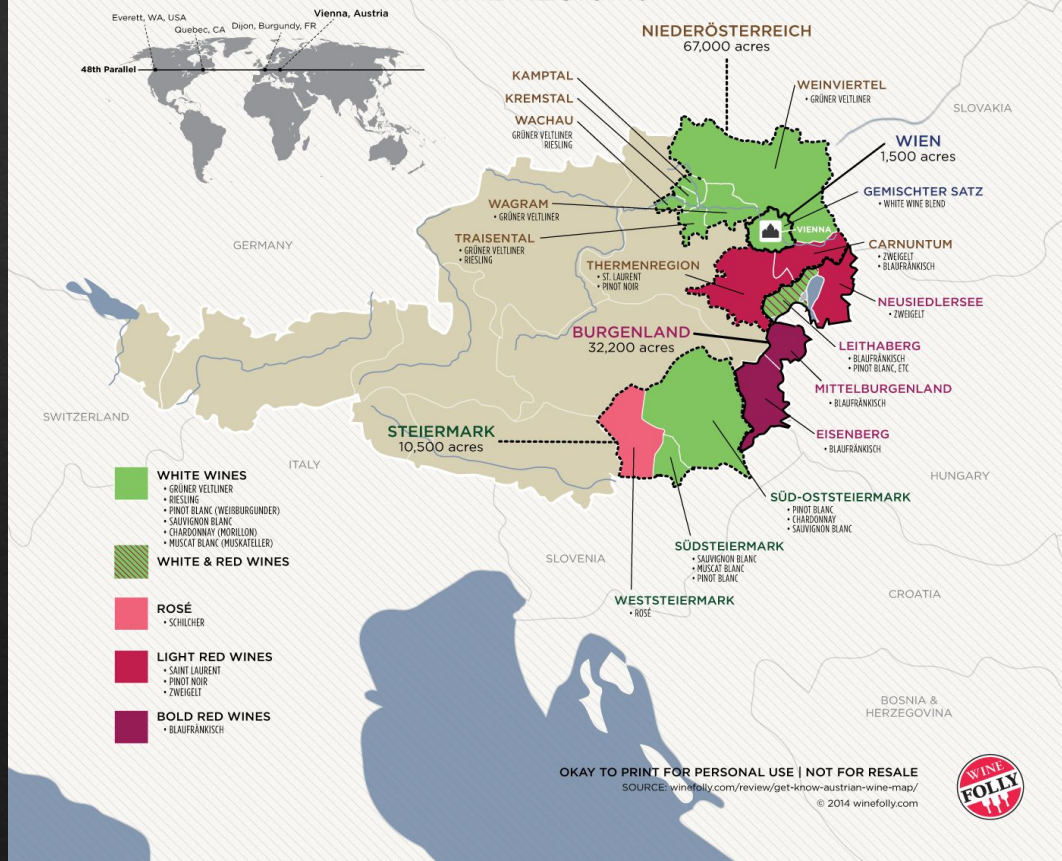 Everett, WA, USA
Quebec, CA
Dijon, Burgundy, FR
Vienna, Austria
48th Parallel
NIEDERÖSTERREICH
67,000 acres
KAMPTAL
KREMSTAL
WACHAU
GRÜNER VELTLINER
RIESLING
WEINVIERTEL
• GRÜNER VELTLINER
SLOVAKIA
WIEN
1,500 acres
GEMISCHTER SATZ
• WHITE WINE BLEND
WAGRAM
• GRÜNER VELTLINER
VIENNA
TRAISENTAL
• GRÜNER VELTLINER
• RIESLING
GERMANY
CARNUNTUM
• ZWEIGELT
• BLAUFRÄNKISCH
THERMENREGION
• ST. LAURENT
• PINOT NOIR
NEUSIEDLERSEE
• ZWEIGELT
BURGENLAND
32,200 acres
LEITHABERG
• BLAUFRÄNKISCH
• PINOT BLANC, ETC
MITTELBURGENLAND
• BLAUFRÄNKISCH
SWITZERLAND
STEIERMARK
10,500 acres
EISENBERG
• BLAUFRÄNKISCH
ITALY
HUNGARY
WHITE WINES
• GRÜNER VELTLINER
• RIESLING
• PINOT BLANC (WEIßBURGUNDER)
• SAUVIGNON BLANC
• CHARDONNAY (MORILLON)
• MUSCAT BLANC (MUSKATELLER)
SÜD-OSTSTEIERMARK
• PINOT BLANC
• CHARDONNAY
• SAUVIGNON BLANC
SÜDSTEIERMARK
• SAUVIGNON BLANC
• MUSCAT BLANC
• PINOT BLANC
SLOVENIA
WHITE & RED WINES
WESTSTEIERMARK
• ROSÉ
CROATIA
ROSÉ
• SCHILCHER
LIGHT RED WINES
• SAINT LAURENT
• PINOT NOIR
• ZWEIGELT
BOLD RED WINES
• BLAUFRÄNKISCH
BOSNIA &
HERZEGOVINA
OKAY TO PRINT FOR PERSONAL USE | NOT FOR RESALE
SOURCE: winefolly.com/review/get-know-austrian-wine-map/
© 2014 winefolly.com
WINE
FOLLY